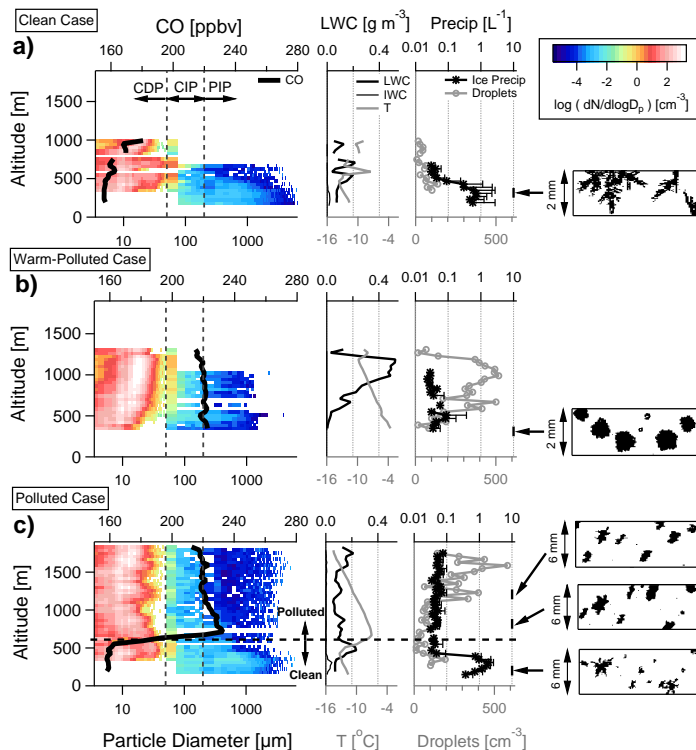 Clean Case
CO [ppbv]
LWC [g m-3]
Precip [L-1]
a)
160 200 240 280
0 0.4
0.01 0.1 1 10
CDP CIP PIP
CO
LWC
IWC
T
Ice Precip
Droplets
-4 -2 0 2
log ( dN/dlogDp ) [cm-3]
Altitude [m]
1500
1000
500
0
10 100 1000
-16 -10
0 500
2 mm
Warm-Polluted Case
b)
160 200 240 280
0 0.4
0.01 0.1 1 10
Altitude [m]
1500
1000
500
0
10 100 1000
-16 -10
0 500
2 mm
Polluted Case
c)
160 200 240 280
0 0.4
0.01 0.1 1 10
Altitude [m]
1500
1000
500
0
Polluted
Clean
6 mm
6 mm
6 mm
10 100 1000
-16 -10
0 500
Particle Diameter [µm]
T [oC]
Droplets [cm-3]